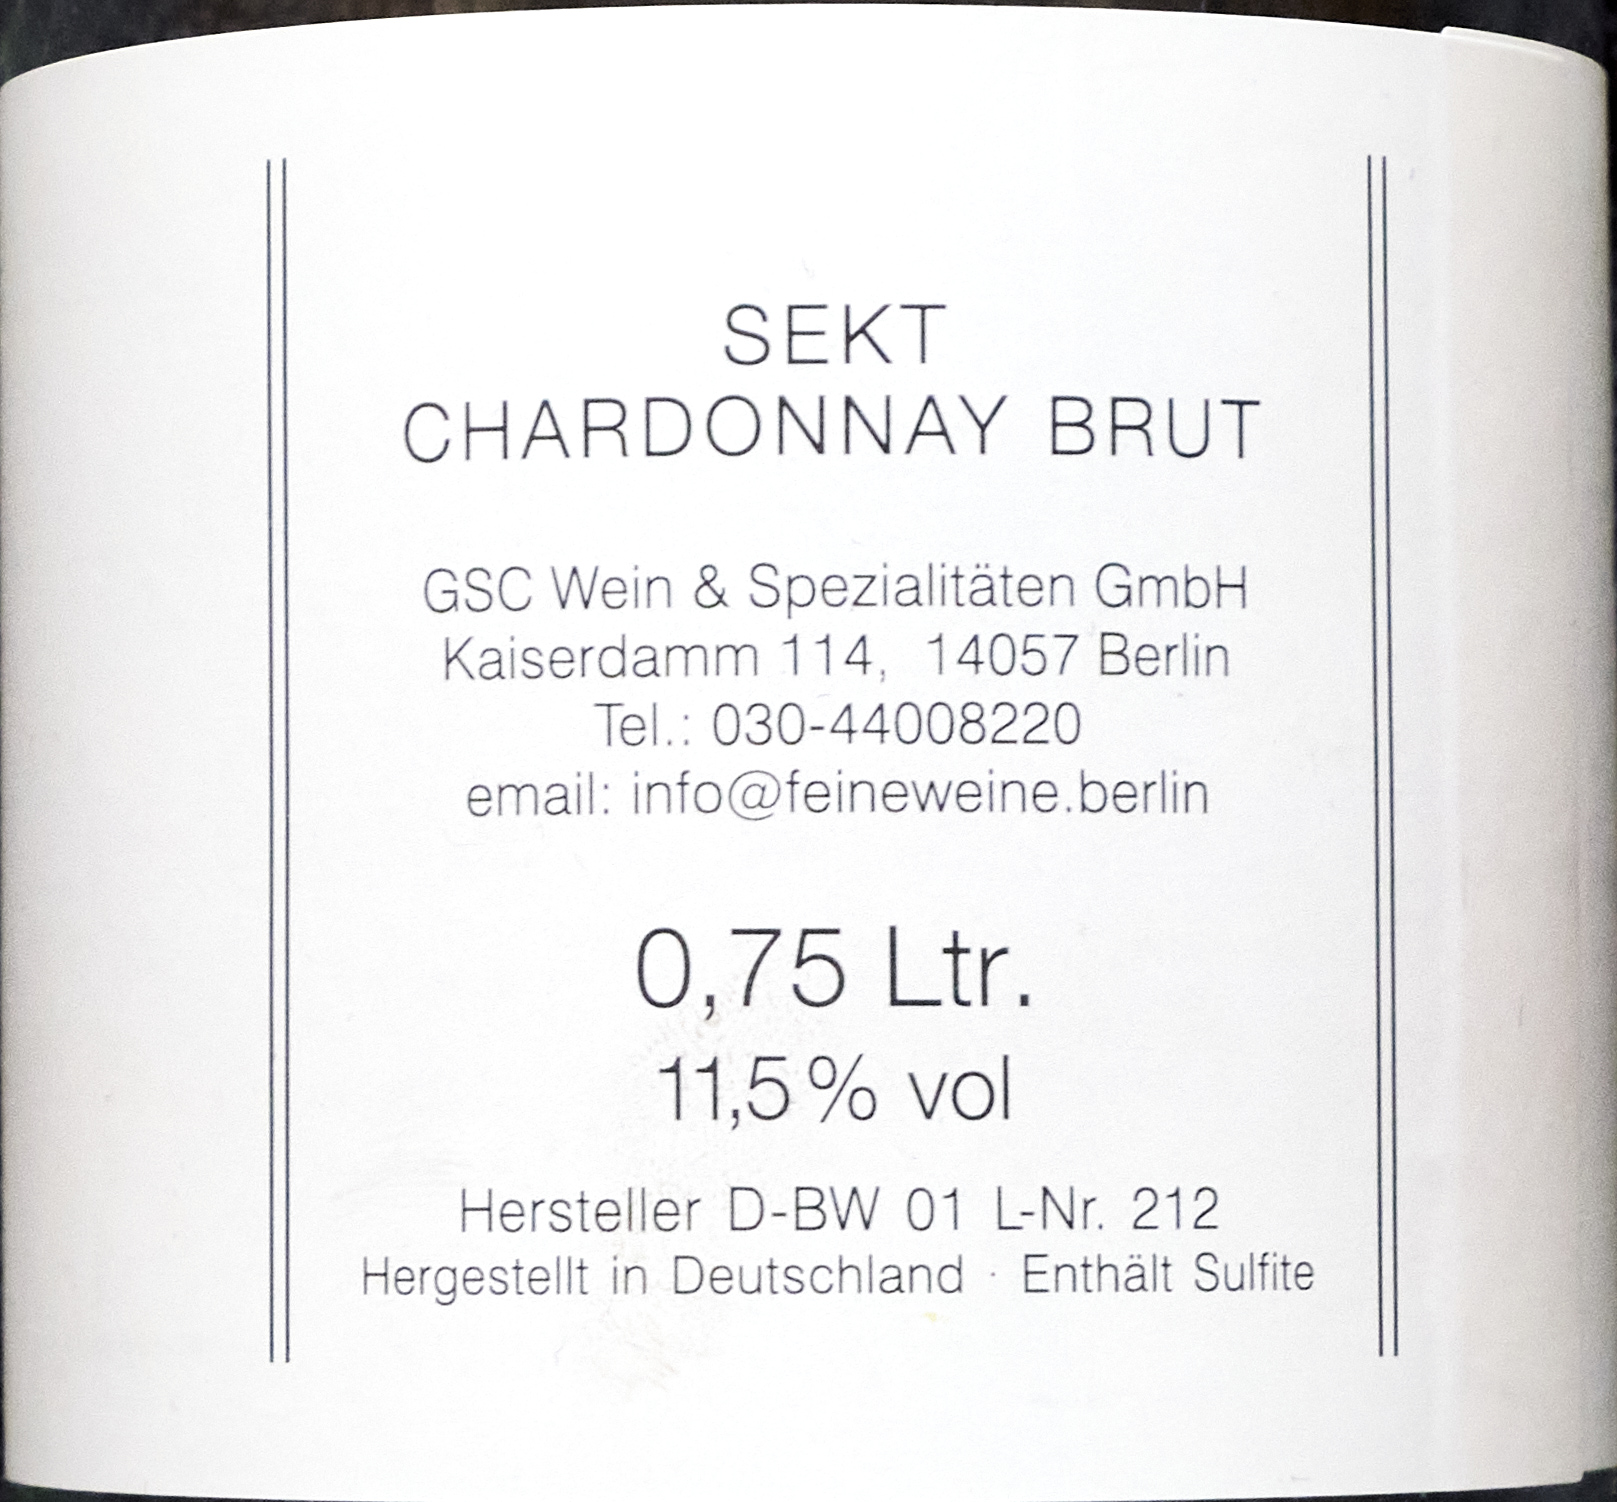 SEKT
CHARDONNAY BRUT
GSC Wein & Spezialitäten GmbH
Kaiserdamm 114, 14057 Berlin
Tel.: 030-44008220
email: info@feineweine.berlin
0,75 Ltr.
11,5% vol
Hersteller D-BW 01 L-Nr. 212
Hergestellt in Deutschland · Enthält Sulfite